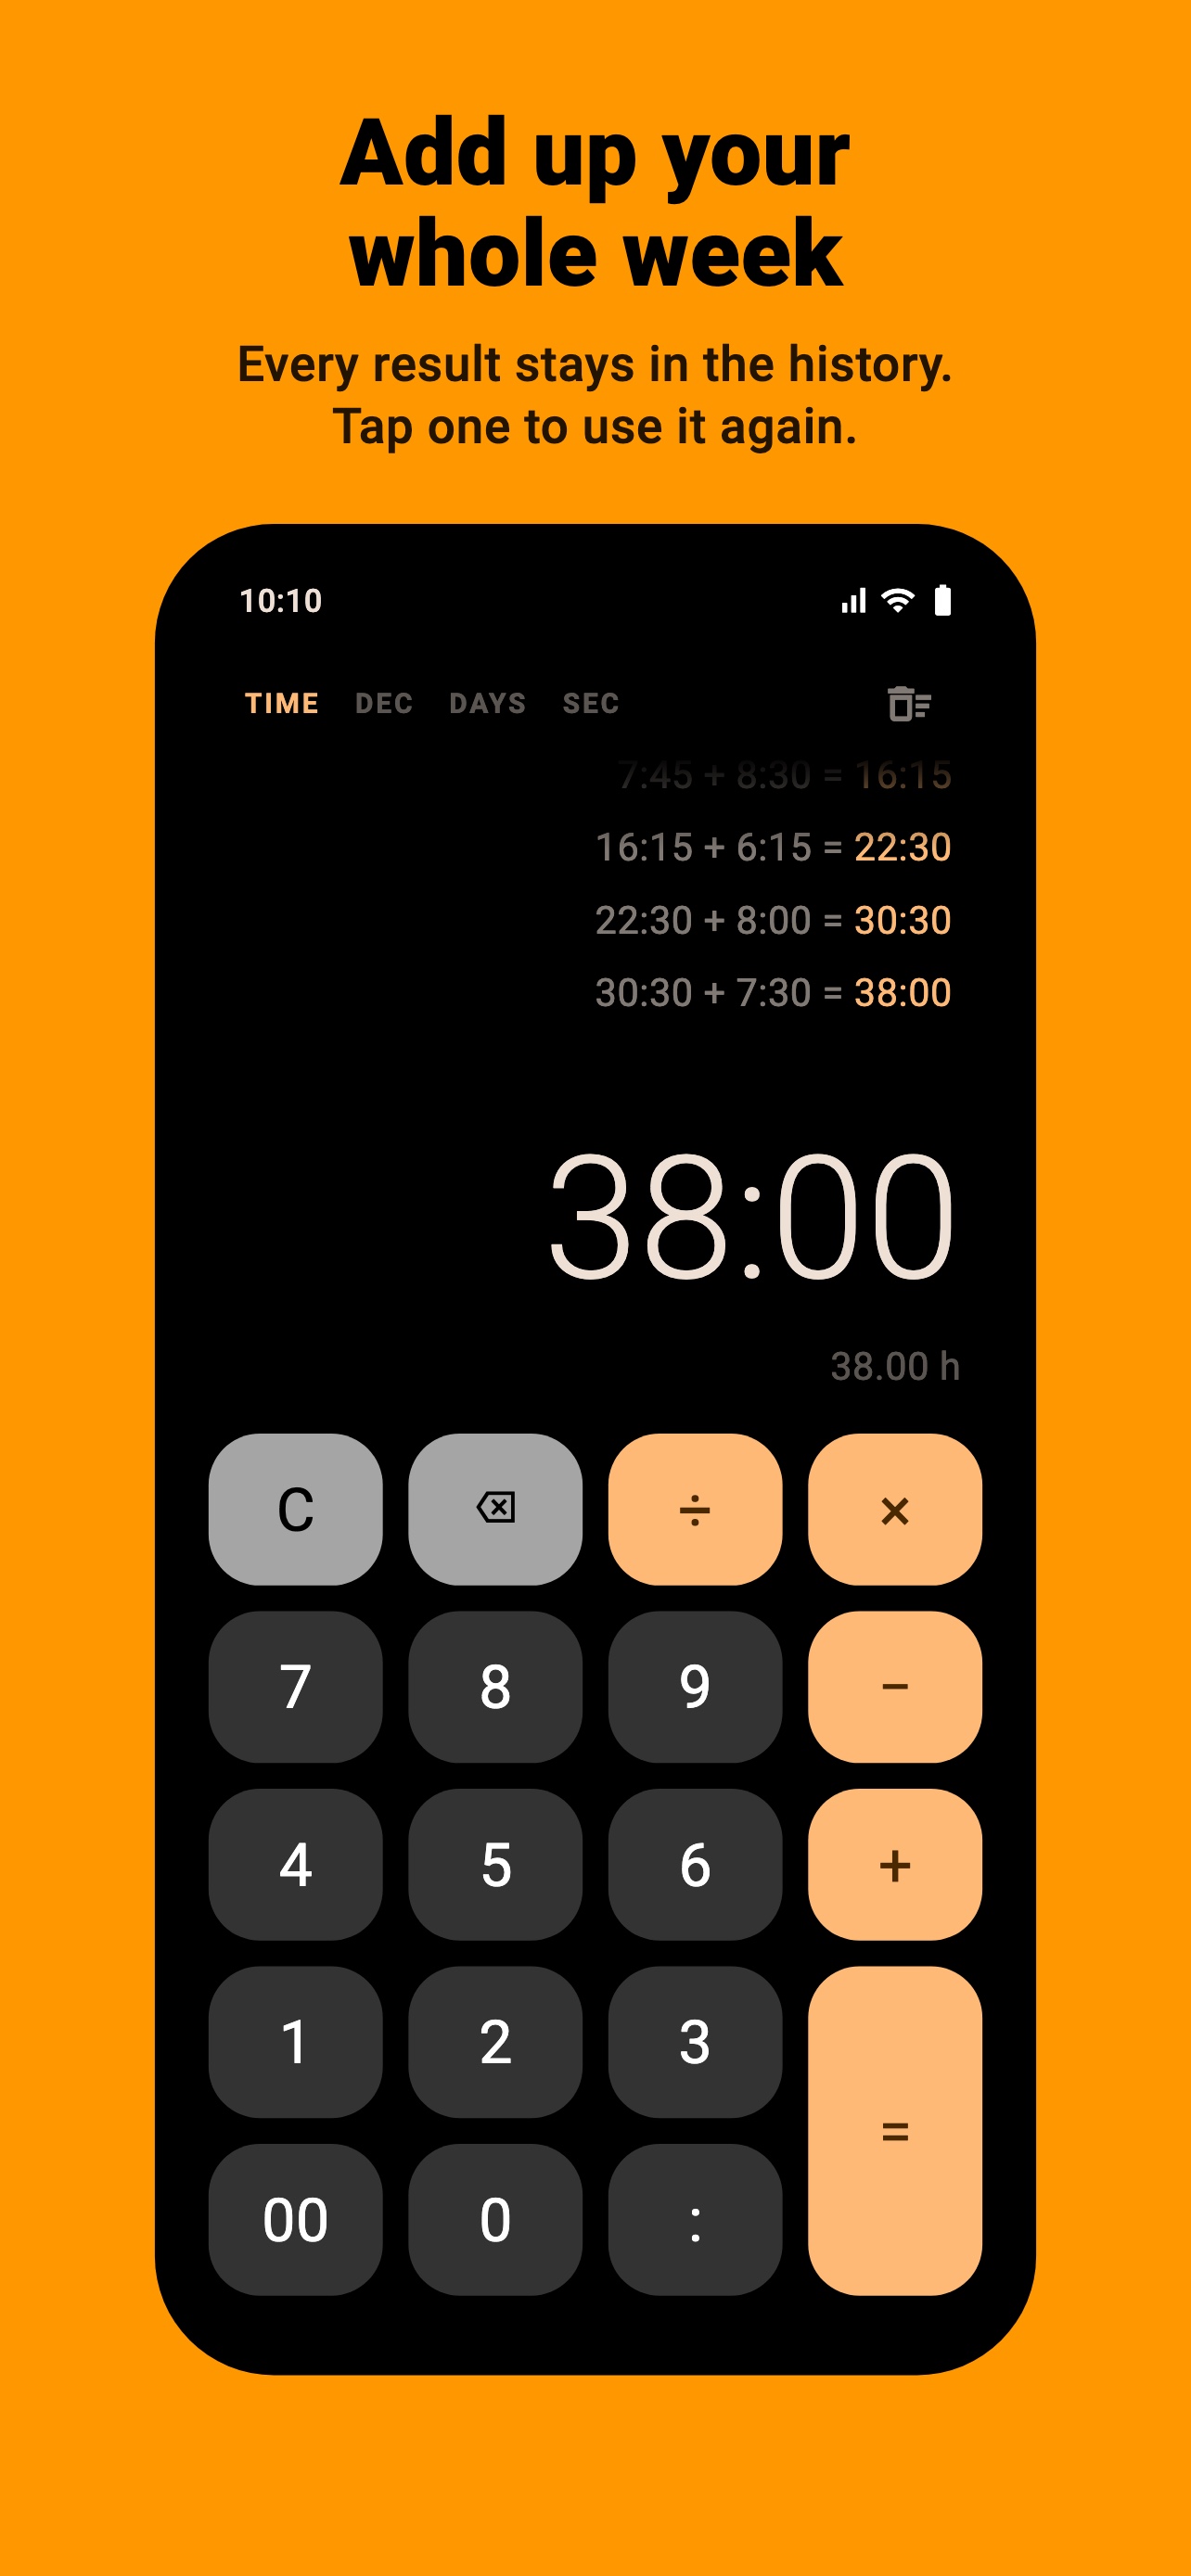 Add up your
whole week
Every result stays in the history.
Tap one to use it again.
10:10
TIME DEC DAYS SEC
7:45 + 8:30 = 16:15
16:15 + 6:15 = 22:30
22:30 + 8:00 = 30:30
30:30 + 7:30 = 38:00
38:00
38.00 h
C ÷ ×
7 8 9 −
4 5 6 +
1 2 3
=
00 0 :